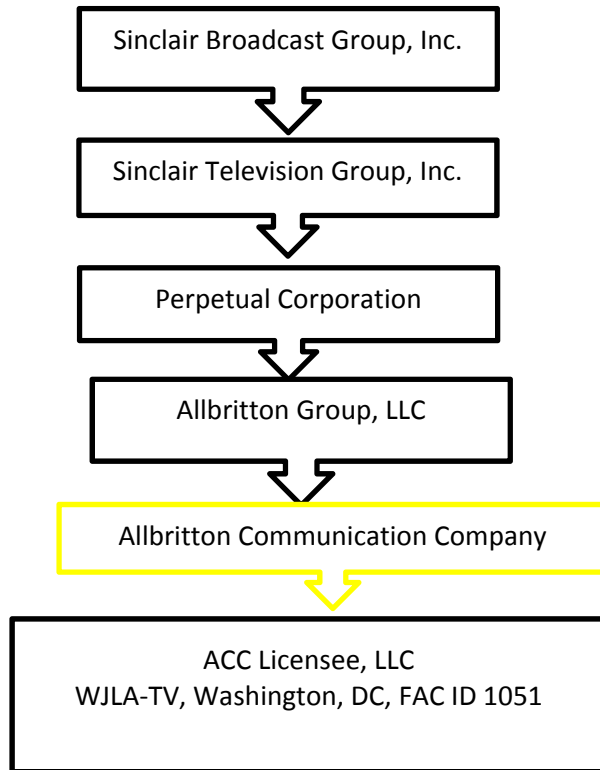 Sinclair Broadcast Group, Inc.
Sinclair Television Group, Inc.
Perpetual Corporation
Allbritton Group, LLC
Allbritton Communication Company
ACC Licensee, LLC
WJLA-TV, Washington, DC, FAC ID 1051